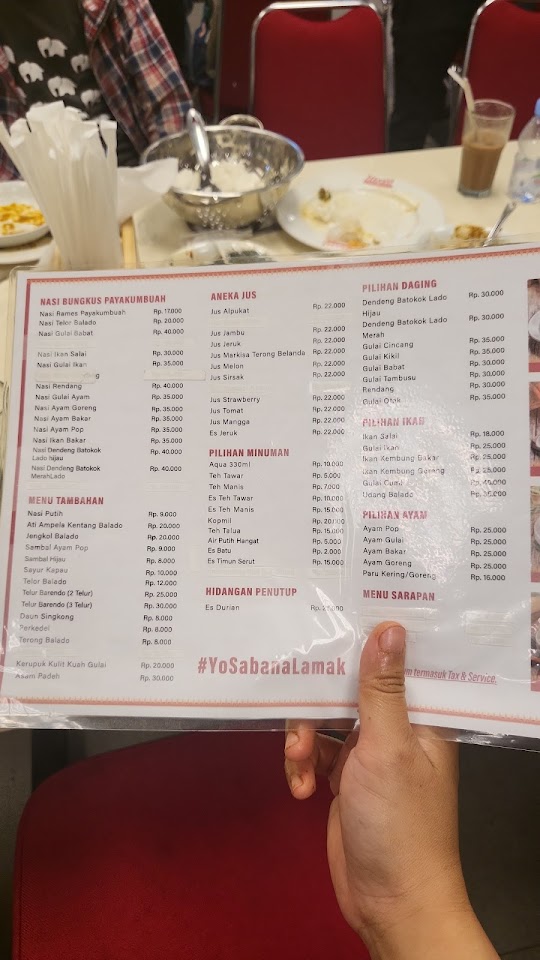 NASI BUNGKUS PAYAKUMBUAH
Nasi Rames Payakumbuah Rp. 17.000
Nasi Telor Balado Rp. 20.000
Nasi Gulai Babat Rp. 40.000
Nasi Ikan Salai Rp. 30.000
Nasi Gulai Ikan Rp. 35.000
Nasi Rendang Rp. 40.000
Nasi Gulai Ayam Rp. 35.000
Nasi Ayam Goreng Rp. 35.000
Nasi Ayam Bakar Rp. 35.000
Nasi Ayam Pop Rp. 35.000
Nasi Ikan Bakar Rp. 35.000
Nasi Dendeng Batokok Rp. 40.000
Lado hijau
Nasi Dendeng Batokok Rp. 40.000
MerahLado
MENU TAMBAHAN
Nasi Putih Rp. 9.000
Ati Ampela Kentang Balado Rp. 20.000
Jengkol Balado Rp. 20.000
Sambal Ayam Pop Rp. 9.000
Sambal Hijau Rp. 8.000
Sayur Kapau Rp. 10.000
Telor Balado Rp. 12.000
Telur Barendo (2 Telur) Rp. 25.000
Telur Barendo (3 Telur) Rp. 30.000
Daun Singkong Rp. 8.000
Perkedel Rp. 8.000
Terong Balado Rp. 8.000
Karupuk Kulit Kuah Gulai Rp. 20.000
Asam Padeh Rp. 30.000
ANEKA JUS
Jus Alpukat Rp. 22.000
Jus Jambu Rp. 22.000
Jus Jeruk Rp. 22.000
Jus Markisa Terong Belanda Rp. 22.000
Jus Melon Rp. 22.000
Jus Sirsak Rp. 22.000
Jus Strawberry Rp. 22.000
Jus Tomat Rp. 22.000
Jus Mangga Rp. 22.000
Es Jeruk Rp. 22.000
PILIHAN MINUMAN
Aqua 330ml Rp. 10.000
Teh Tawar Rp. 5.000
Teh Manis Rp. 7.000
Es Teh Tawar Rp. 10.000
Es Teh Manis Rp. 15.000
Kopmil Rp. 20.000
Teh Talua Rp. 15.000
Air Putih Hangat Rp. 5.000
Es Batu Rp. 2.000
Es Timun Serut Rp. 15.000
HIDANGAN PENUTUP
Es Durian
#YoSabanaLamak
PILIHAN DAGING
Dendeng Batokok Lado Rp. 30.000
Hijau
Dendeng Batokok Lado Rp. 30.000
Merah
Gulai Cincang Rp. 35.000
Gulai Kikil Rp. 35.000
Gulai Babat Rp. 30.000
Gulai Tambusu Rp. 35.000
Rendang Rp. 30.000
Gulai Otak Rp. 35.000
PILIHAN IKAN
Ikan Salai Rp. 18.000
Gulai Ikan Rp. 25.000
Ikan Kembung Bakar Rp. 25.000
Ikan Kembung Goreng Rp. 25.000
Gulai Cumi Rp. 40.000
Udang Balado Rp. 35.000
PILIHAN AYAM
Ayam Pop Rp. 25.000
Ayam Gulai Rp. 25.000
Ayam Bakar Rp. 25.000
Ayam Goreng Rp. 25.000
Paru Kering/Goreng Rp. 16.000
MENU SARAPAN
termasuk Tax & Service.